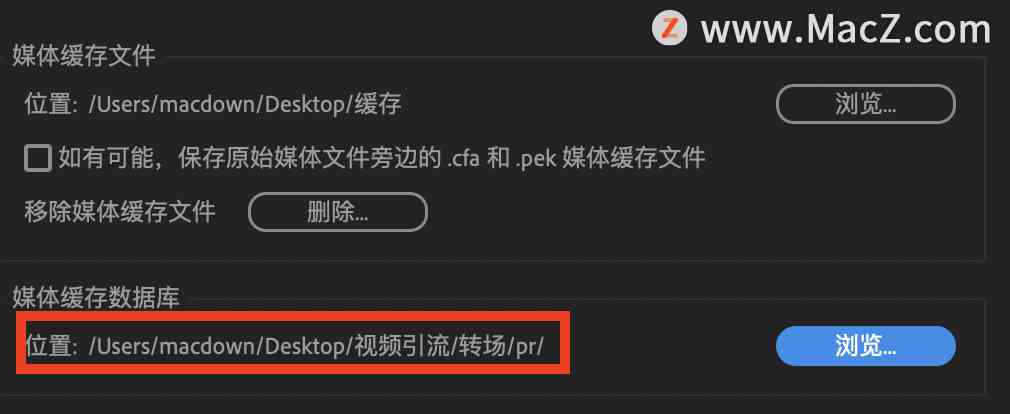 Z www.MacZ.com
媒体缓存文件
位置: /Users/macdown/Desktop/缓存
浏览...
如有可能，保存原始媒体文件旁边的 .cfa 和 .pek 媒体缓存文件
移除媒体缓存文件
删除...
媒体缓存数据库
位置: /Users/macdown/Desktop/视频引流/转场/pr/
浏览...